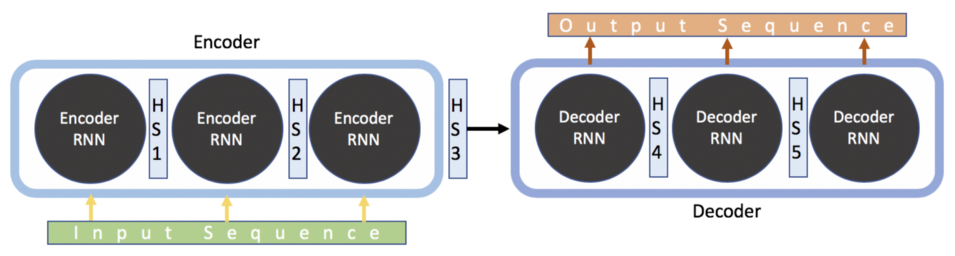 Output Sequence
Encoder
Encoder
RNN
HS1
Encoder
RNN
HS2
Encoder
RNN
HS3
Decoder
RNN
HS4
Decoder
RNN
HS5
Decoder
RNN
Decoder
Input Sequence